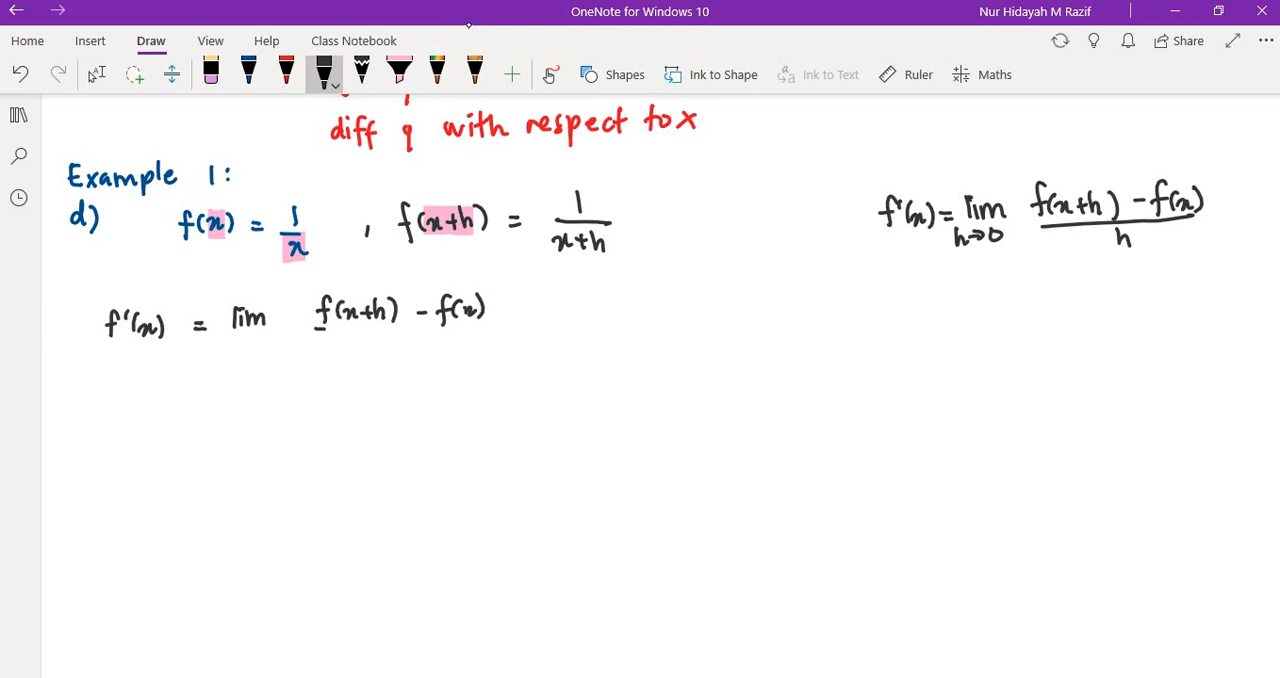 OneNote for Windows 10
Nur Hidayah M Razif
Home Insert Draw View Help Class Notebook
Share
Shapes Ink to Shape Ink to Text Ruler Maths
diff q with respect to x
Example 1:
d) f(x) = 1/x , f(x+h) = 1/(x+h)
f'(x) = lim h→0 (f(x+h) - f(x))/h
f'(x) = lim f(x+h) - f(x)